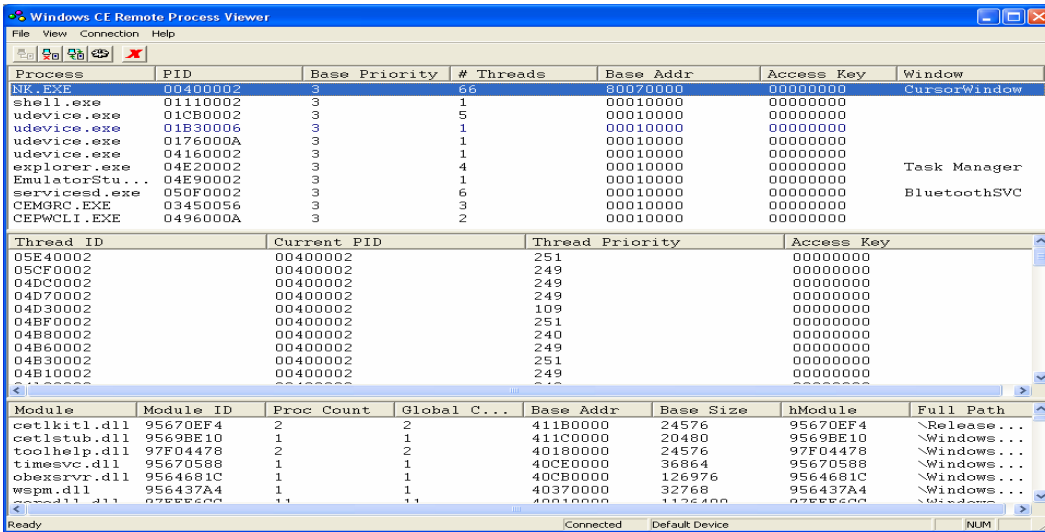 Windows CE Remote Process Viewer
File View Connection Help
Process PID Base Priority # Threads Base Addr Access Key Window
NK.EXE 00400002 3 66 80070000 00000000 CursorWindow
shell.exe 01110002 3 1 00010000 00000000
udevice.exe 01CB0002 3 5 00010000 00000000
udevice.exe 01B30006 3 1 00010000 00000000
udevice.exe 0176000A 3 1 00010000 00000000
udevice.exe 04160002 3 1 00010000 00000000
explorer.exe 04E20002 3 4 00010000 00000000 Task Manager
EmulatorStu... 04E90002 3 1 00010000 00000000
servicesd.exe 050F0002 3 6 00010000 00000000 BluetoothSVC
CEMGRC.EXE 03450056 3 3 00010000 00000000
CEPWCLI.EXE 0496000A 3 2 00010000 00000000
Thread ID Current PID Thread Priority Access Key
05E40002 00400002 251 00000000
05CF0002 00400002 249 00000000
04DC0002 00400002 249 00000000
04D70002 00400002 249 00000000
04D30002 00400002 109 00000000
04BF0002 00400002 251 00000000
04B80002 00400002 240 00000000
04B60002 00400002 249 00000000
04B30002 00400002 251 00000000
04B10002 00400002 249 00000000
Module Module ID Proc Count Global C... Base Addr Base Size hModule Full Path
cetlkitl.dll 95670EF4 2 2 411B0000 24576 95670EF4 \Release...
cetlstub.dll 9569BE10 1 1 411C0000 20480 9569BE10 \Windows...
toolhelp.dll 97F04478 2 2 40180000 24576 97F04478 \Windows...
timesvc.dll 95670588 1 1 40CE0000 36864 95670588 \Windows...
obexsrvr.dll 9564681C 1 1 40CB0000 126976 9564681C \Windows...
wspm.dll 956437A4 1 1 40370000 32768 956437A4 \Windows...
Ready Connected Default Device NUM